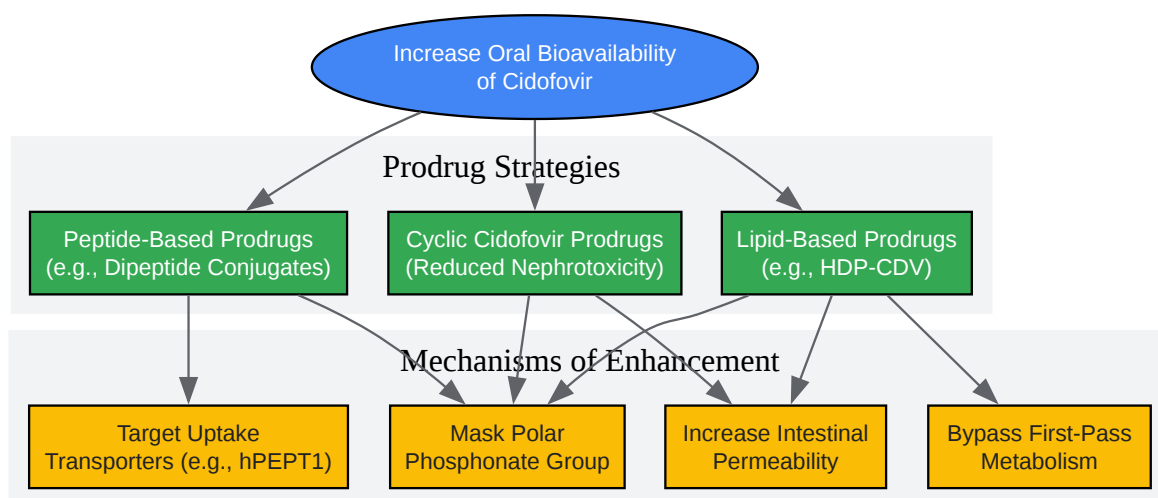 Increase Oral Bioavailability
of Cidofovir
Prodrug Strategies
Peptide-Based Prodrugs
(e.g., Dipeptide Conjugates)
Cyclic Cidofovir Prodrugs
(Reduced Nephrotoxicity)
Lipid-Based Prodrugs
(e.g., HDP-CDV)
Mechanisms of Enhancement
Target Uptake
Transporters (e.g., hPEPT1)
Mask Polar
Phosphonate Group
Increase Intestinal
Permeability
Bypass First-Pass
Metabolism